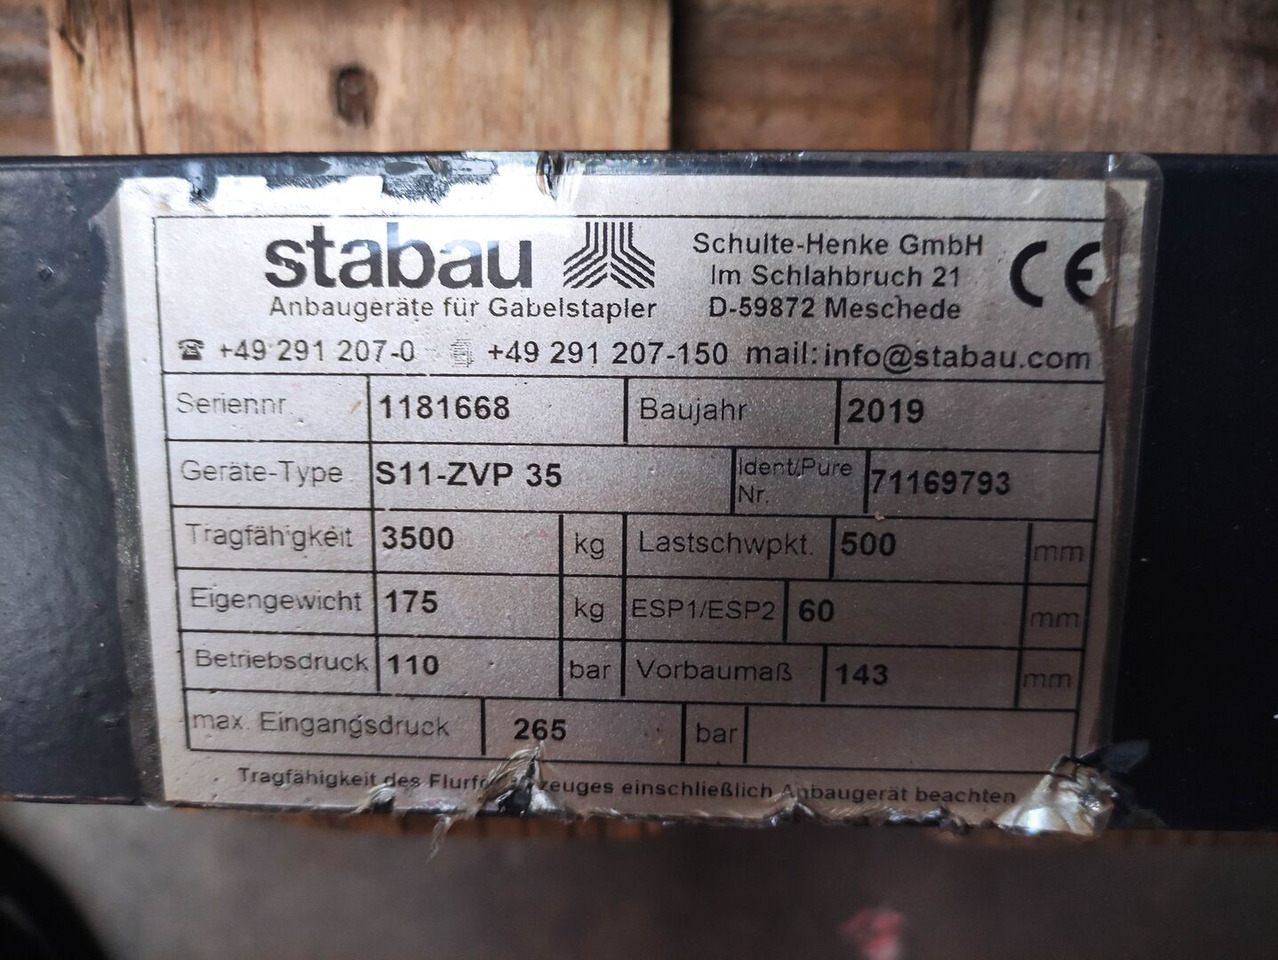 stabau
Schulte-Henke GmbH
Im Schlahbruch 21
Anbaugeräte für Gabelstapler
D-59872 Meschede
CE
+49 291 207-0 +49 291 207-150 mail: info@stabau.com
Seriennr. 1181668 Baujahr 2019
Geräte-Type S11-ZVP 35 Ident/Pure Nr. 71169793
Tragfähigkeit 3500 kg Lastschwpkt. 500 mm
Eigengewicht 175 kg ESP1/ESP2 60 mm
Betriebsdruck 110 bar Vorbaumaß 143 mm
max. Eingangsdruck 265 bar
Tragfähigkeit des einschließlich Anbaugerät beachten